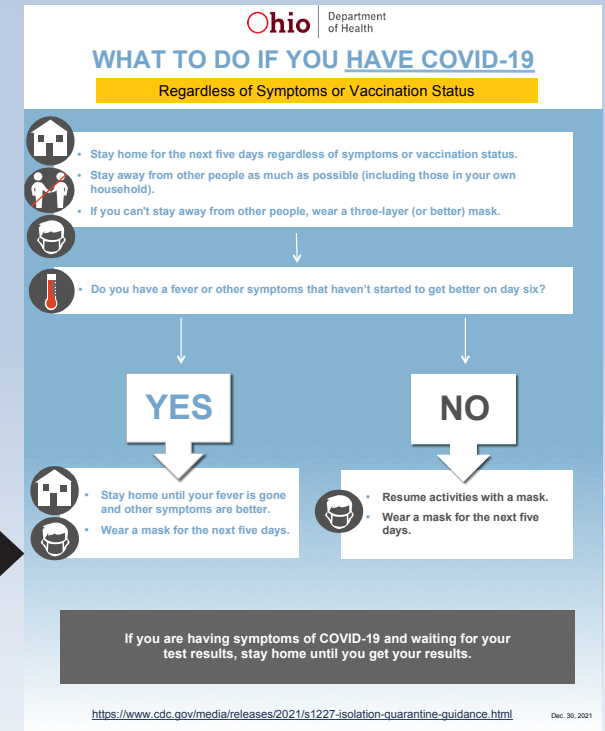 Ohio
Department
of Health
WHAT TO DO IF YOU HAVE COVID-19
Regardless of Symptoms or Vaccination Status
• Stay home for the next five days regardless of symptoms or vaccination status.
• Stay away from other people as much as possible (including those in your own
household).
• If you can't stay away from other people, wear a three-layer (or better) mask.
• Do you have a fever or other symptoms that haven't started to get better on day six?
YES
• Stay home until your fever is gone
and other symptoms are better.
• Wear a mask for the next five days.
NO
• Resume activities with a mask.
• Wear a mask for the next five
days.
If you are having symptoms of COVID-19 and waiting for your
test results, stay home until you get your results.
https://www.cdc.gov/media/releases/2021/s1227-isolation-quarantine-guidance.html
Dec. 30, 2021